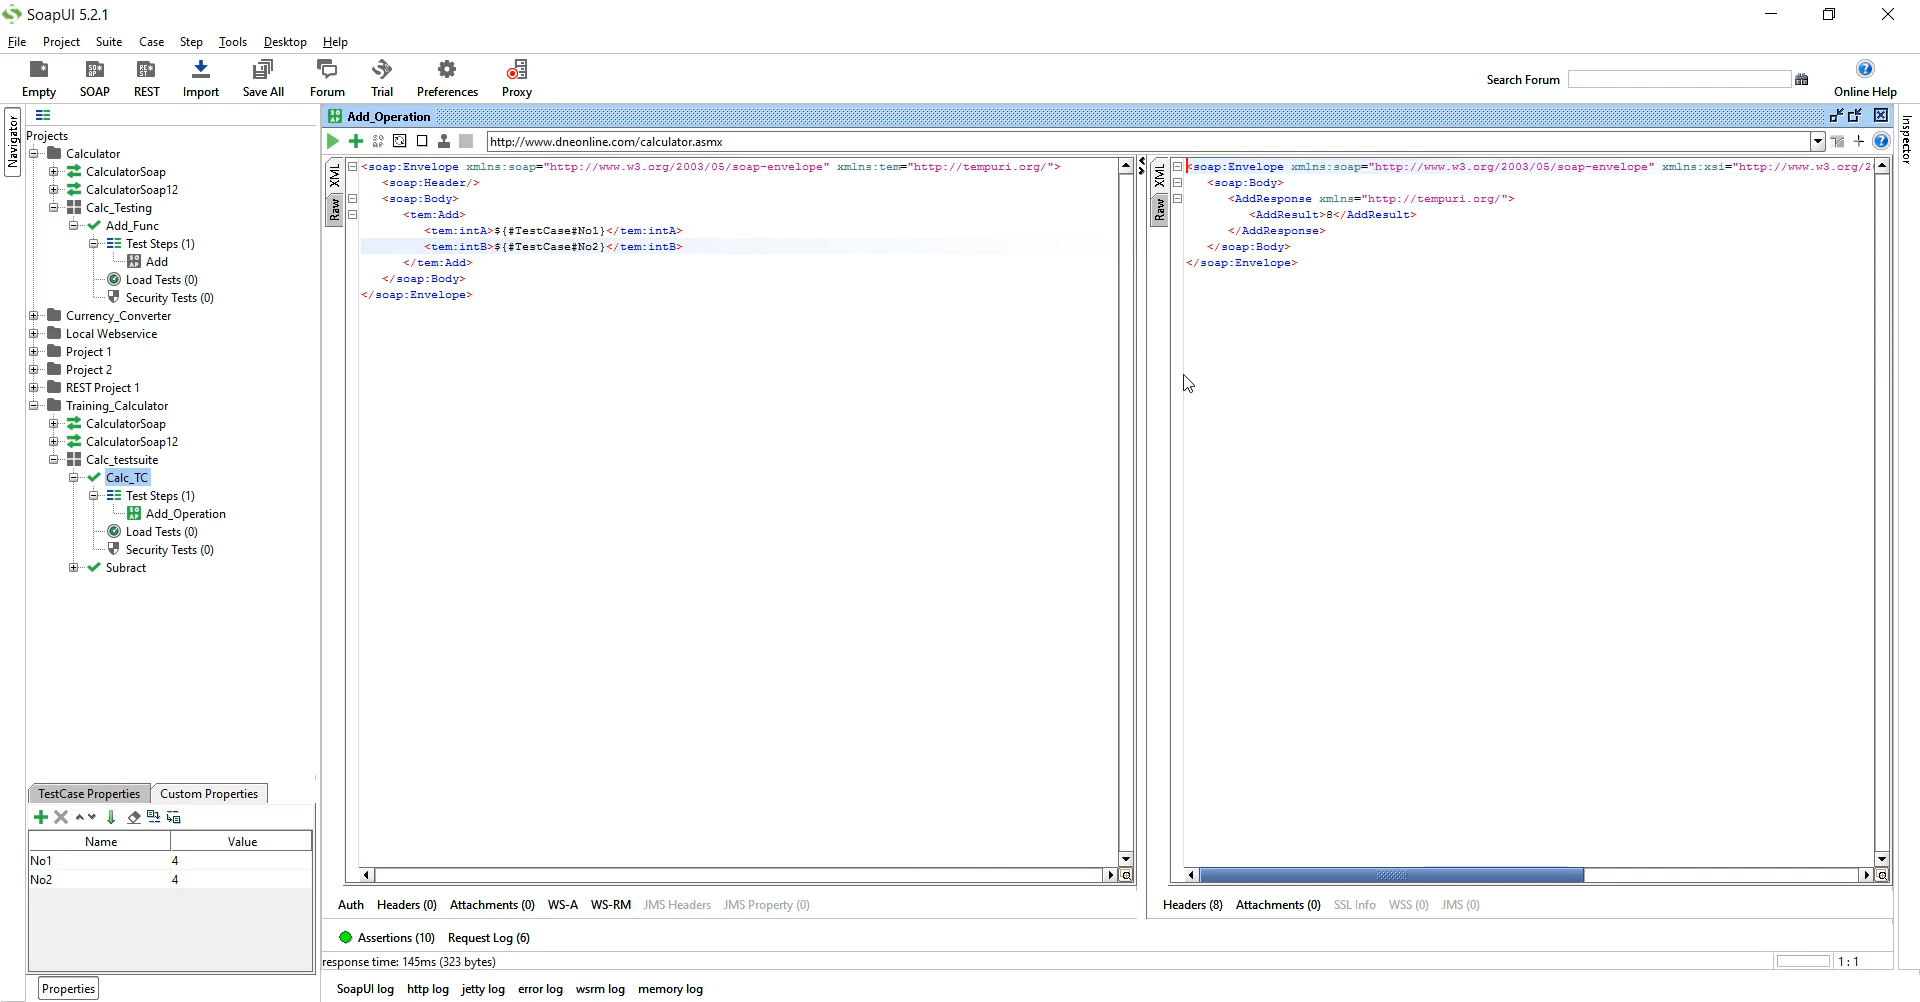 SoapUI 5.2.1
File Project Suite Case Step Tools Desktop Help
Empty SOAP REST Import Save All Forum Trial Preferences Proxy
Search Forum
Online Help
Navigator
Projects
Calculator
CalculatorSoap
CalculatorSoap12
Calc_Testing
Add_Func
Test Steps (1)
Add
Load Tests (0)
Security Tests (0)
Currency_Converter
Local Webservice
Project 1
Project 2
REST Project 1
Training_Calculator
CalculatorSoap
CalculatorSoap12
Calc_testsuite
Calc_TC
Test Steps (1)
Add_Operation
Load Tests (0)
Security Tests (0)
Subract
TestCase Properties Custom Properties
Name Value
No1 4
No2 4
Properties
Add_Operation
http://www.dneonline.com/calculator.asmx
XML
Raw
<soap:Envelope xmlns:soap="http://www.w3.org/2003/05/soap-envelope" xmlns:tem="http://tempuri.org/">
<soap:Header/>
<soap:Body>
<tem:Add>
<tem:intA>${#TestCase#No1}</tem:intA>
<tem:intB>${#TestCase#No2}</tem:intB>
</tem:Add>
</soap:Body>
</soap:Envelope>
XML
Raw
<soap:Envelope xmlns:soap="http://www.w3.org/2003/05/soap-envelope" xmlns:xsi="http://www.w3.org/2
<soap:Body>
<AddResponse xmlns="http://tempuri.org/">
<AddResult>8</AddResult>
</AddResponse>
</soap:Body>
</soap:Envelope>
Inspector
Auth Headers (0) Attachments (0) WS-A WS-RM JMS Headers JMS Property (0)
Headers (8) Attachments (0) SSL Info WSS (0) JMS (0)
Assertions (10) Request Log (6)
response time: 145ms (323 bytes)
1 : 1
SoapUI log http log jetty log error log wsrm log memory log